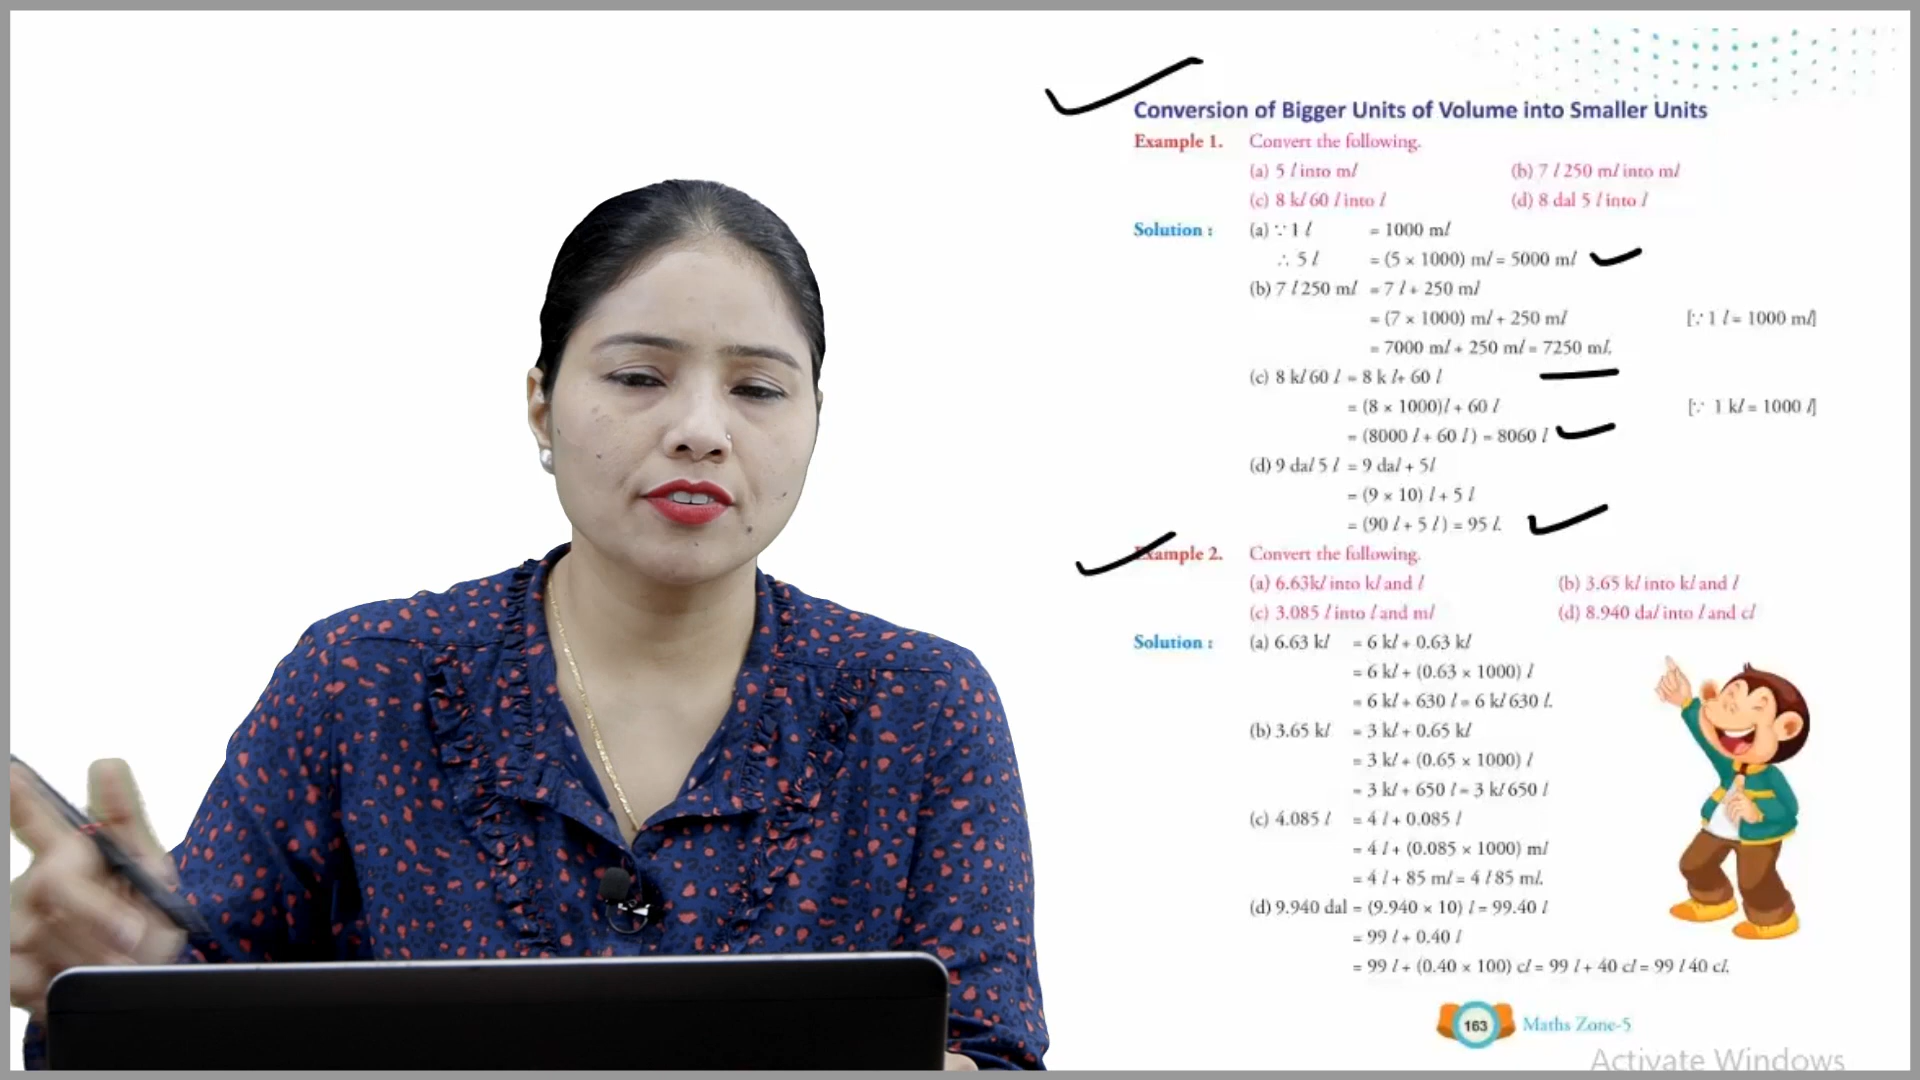 Conversion of Bigger Units of Volume into Smaller Units
Example 1. Convert the following.
(a) 5 l into ml (b) 7 l 250 ml into ml
(c) 8 kl 60 l into l (d) 8 dal 5 l into l
Solution : (a) ∵ 1 l = 1000 ml
∴ 5 l = (5 × 1000) ml = 5000 ml
(b) 7 l 250 ml = 7 l + 250 ml
= (7 × 1000) ml + 250 ml [∵ 1 l = 1000 ml]
= 7000 ml + 250 ml = 7250 ml.
(c) 8 kl 60 l = 8 k l+ 60 l
= (8 × 1000)l + 60 l [∵ 1 kl = 1000 l]
= (8000 l + 60 l) = 8060 l
(d) 9 dal 5 l = 9 dal + 5l
= (9 × 10) l + 5 l
= (90 l + 5 l) = 95 l.
Example 2. Convert the following.
(a) 6.63kl into kl and l (b) 3.65 kl into kl and l
(c) 3.085 l into l and ml (d) 8.940 dal into l and cl
Solution : (a) 6.63 kl = 6 kl + 0.63 kl
= 6 kl + (0.63 × 1000) l
= 6 kl + 630 l = 6 kl 630 l.
(b) 3.65 kl = 3 kl + 0.65 kl
= 3 kl + (0.65 × 1000) l
= 3 kl + 650 l = 3 kl 650 l
(c) 4.085 l = 4 l + 0.085 l
= 4 l + (0.085 × 1000) ml
= 4 l + 85 ml = 4 l 85 ml.
(d) 9.940 dal = (9.940 × 10) l = 99.40 l
= 99 l + 0.40 l
= 99 l + (0.40 × 100) cl = 99 l + 40 cl = 99 l 40 cl.
163 Maths Zone-5
Activate Windows